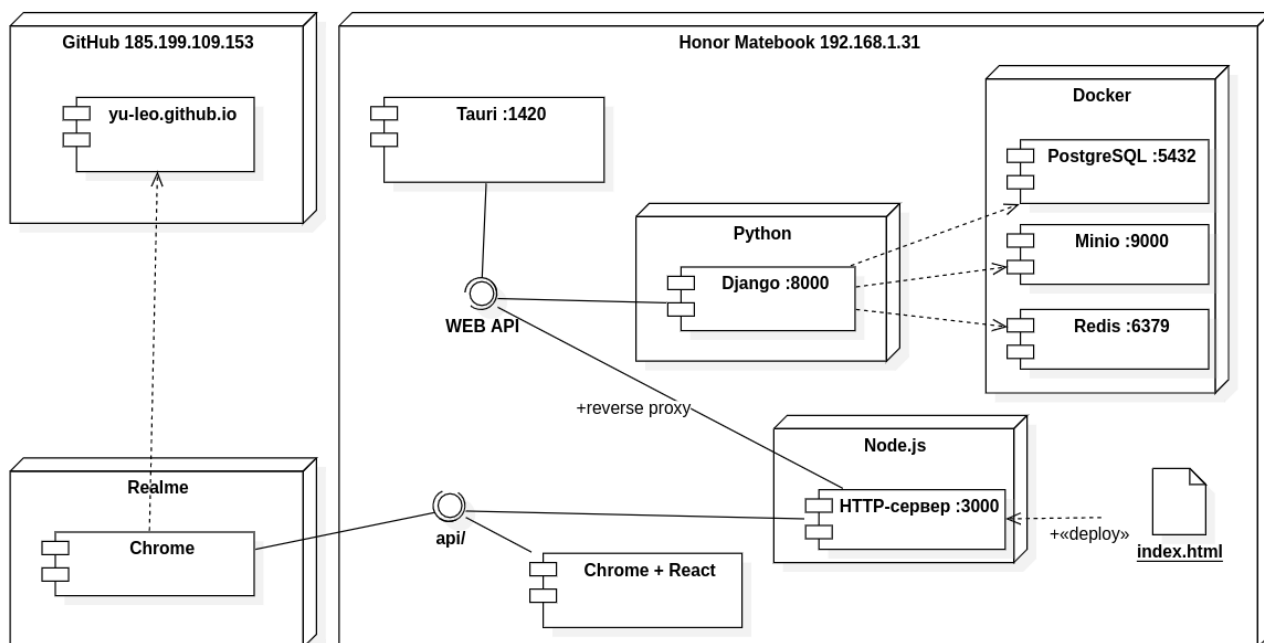 GitHub 185.199.109.153
yu-leo.github.io
Honor Matebook 192.168.1.31
Tauri :1420
Docker
PostgreSQL :5432
Minio :9000
Redis :6379
Python
Django :8000
WEB API
+reverse proxy
Node.js
HTTP-сервер :3000
+«deploy»
index.html
Realme
Chrome
api/
Chrome + React